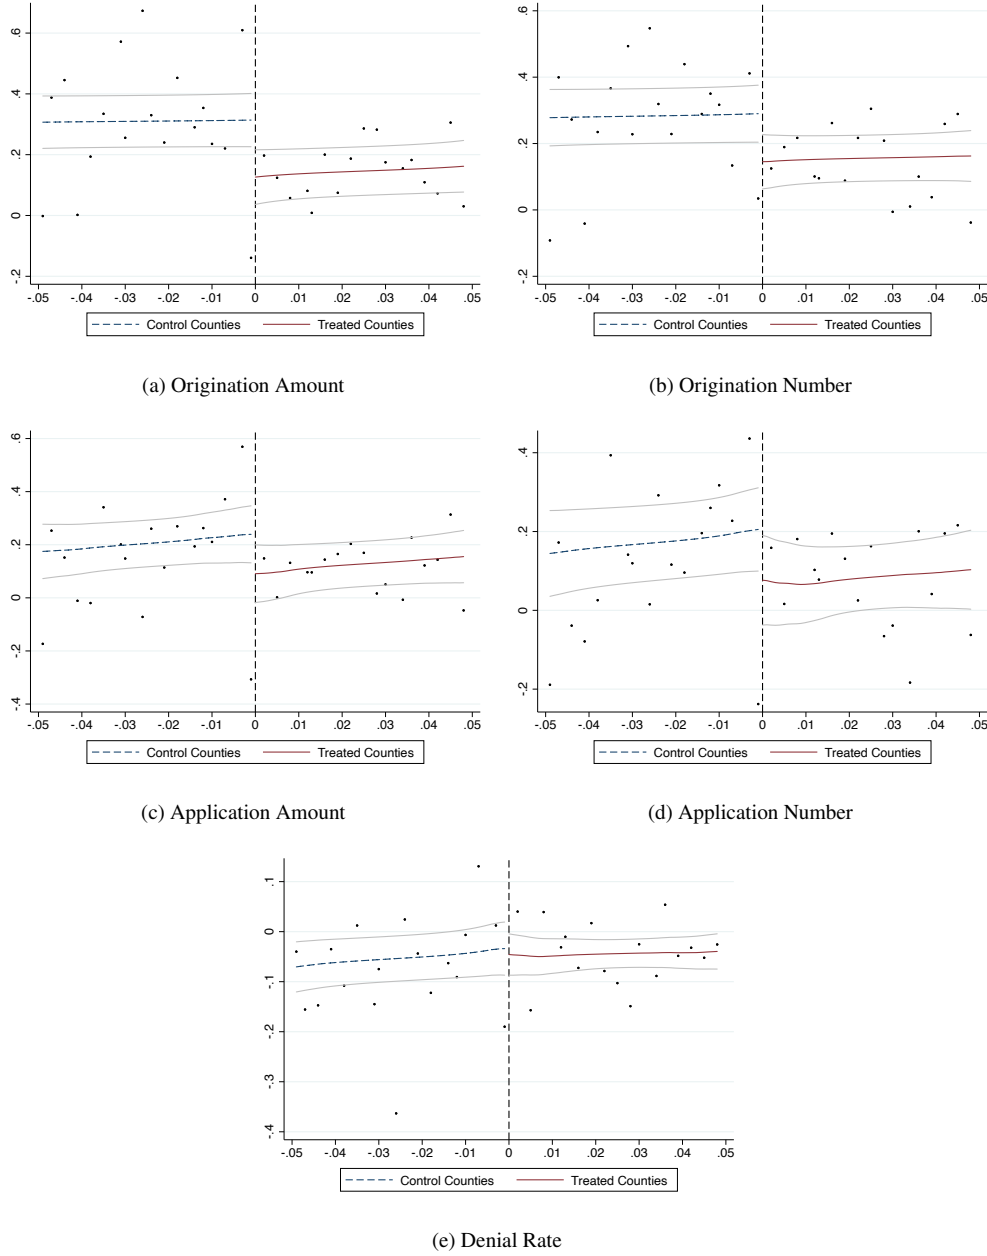 .6
.4
.2
0
-.2
-.05 -.04 -.03 -.02 -.01 0 .01 .02 .03 .04 .05
Control Counties Treated Counties
(a) Origination Amount
.6
.4
.2
0
-.2
-.05 -.04 -.03 -.02 -.01 0 .01 .02 .03 .04 .05
Control Counties Treated Counties
(b) Origination Number
.6
.4
.2
0
-.2
-.4
-.05 -.04 -.03 -.02 -.01 0 .01 .02 .03 .04 .05
Control Counties Treated Counties
(c) Application Amount
.4
.2
0
-.2
-.05 -.04 -.03 -.02 -.01 0 .01 .02 .03 .04 .05
Control Counties Treated Counties
(d) Application Number
.1
0
-.1
-.2
-.3
-.4
-.05 -.04 -.03 -.02 -.01 0 .01 .02 .03 .04 .05
Control Counties Treated Counties
(e) Denial Rate